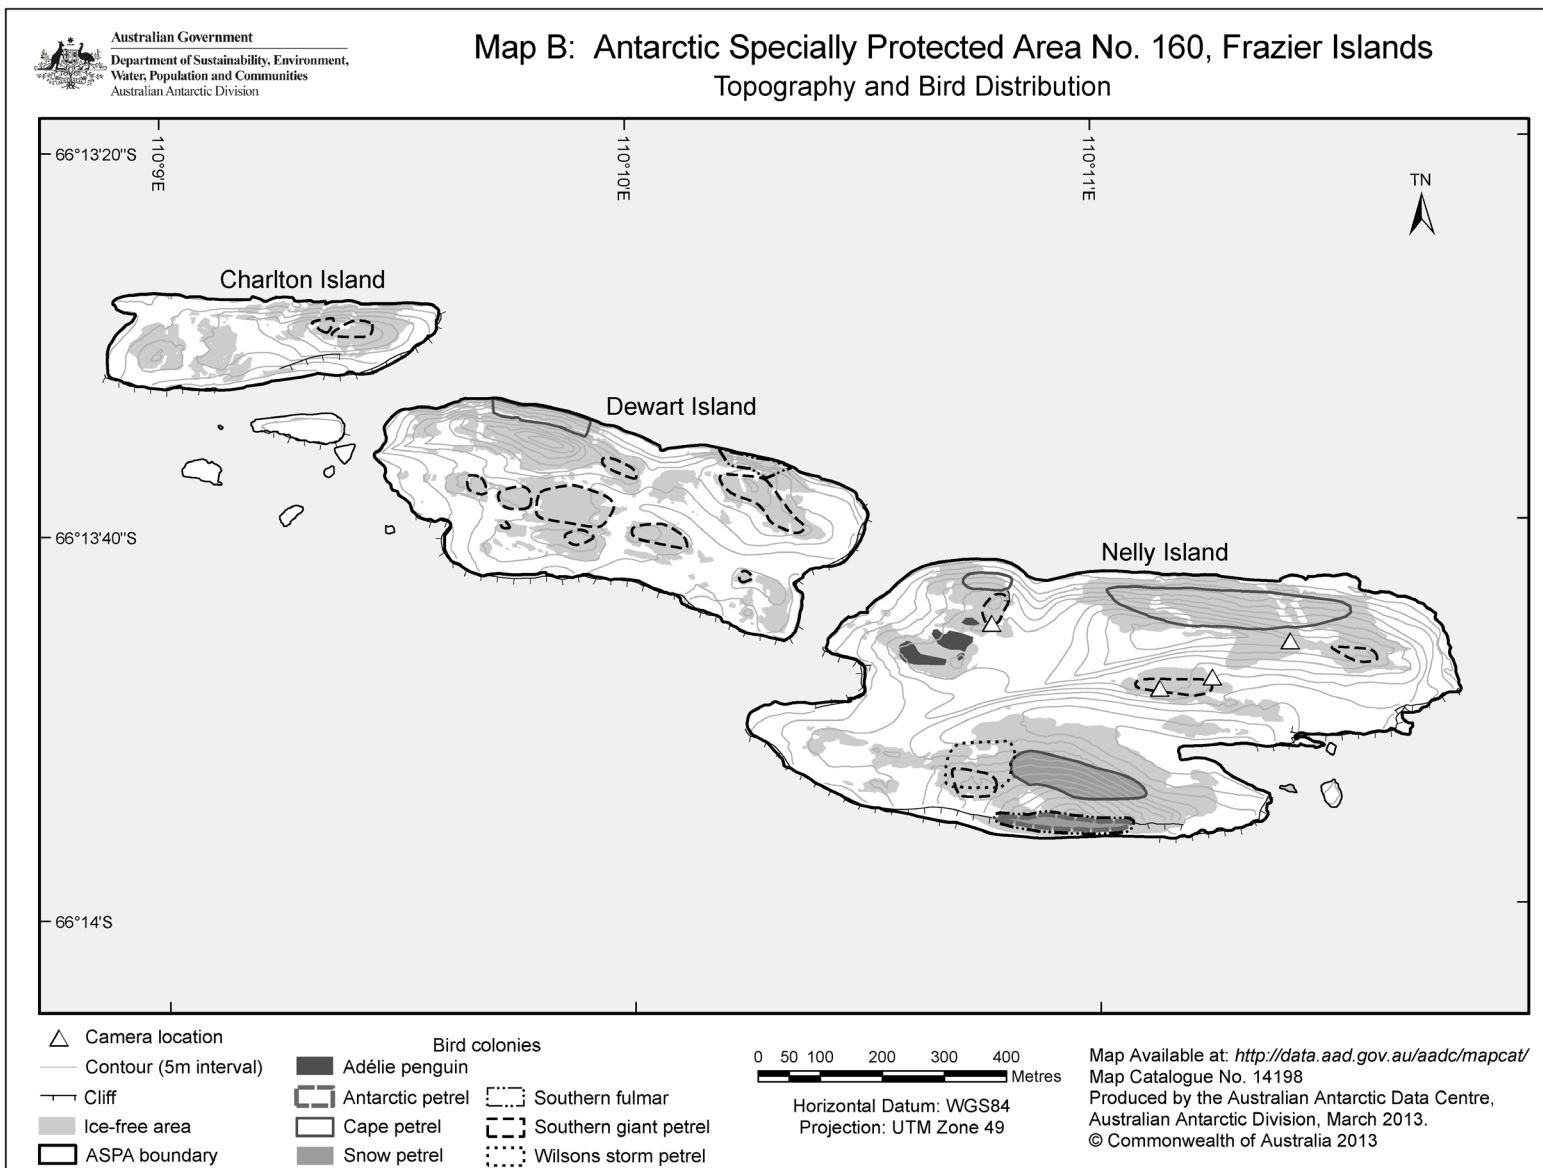 Australian Government
Department of Sustainability, Environment,
Water, Population and Communities
Australian Antarctic Division
Map B: Antarctic Specially Protected Area No. 160, Frazier Islands
Topography and Bird Distribution
66°13'20"S
110°9'E
110°10'E
110°11'E
TN
Charlton Island
Dewart Island
66°13'40"S
Nelly Island
66°14'S
Camera location
Contour (5m interval)
Cliff
Ice-free area
ASPA boundary
Bird colonies
Adélie penguin
Antarctic petrel
Cape petrel
Snow petrel
Southern fulmar
Southern giant petrel
Wilsons storm petrel
0 50 100 200 300 400
Metres
Horizontal Datum: WGS84
Projection: UTM Zone 49
Map Available at: http://data.aad.gov.au/aadc/mapcat/
Map Catalogue No. 14198
Produced by the Australian Antarctic Data Centre,
Australian Antarctic Division, March 2013.
© Commonwealth of Australia 2013